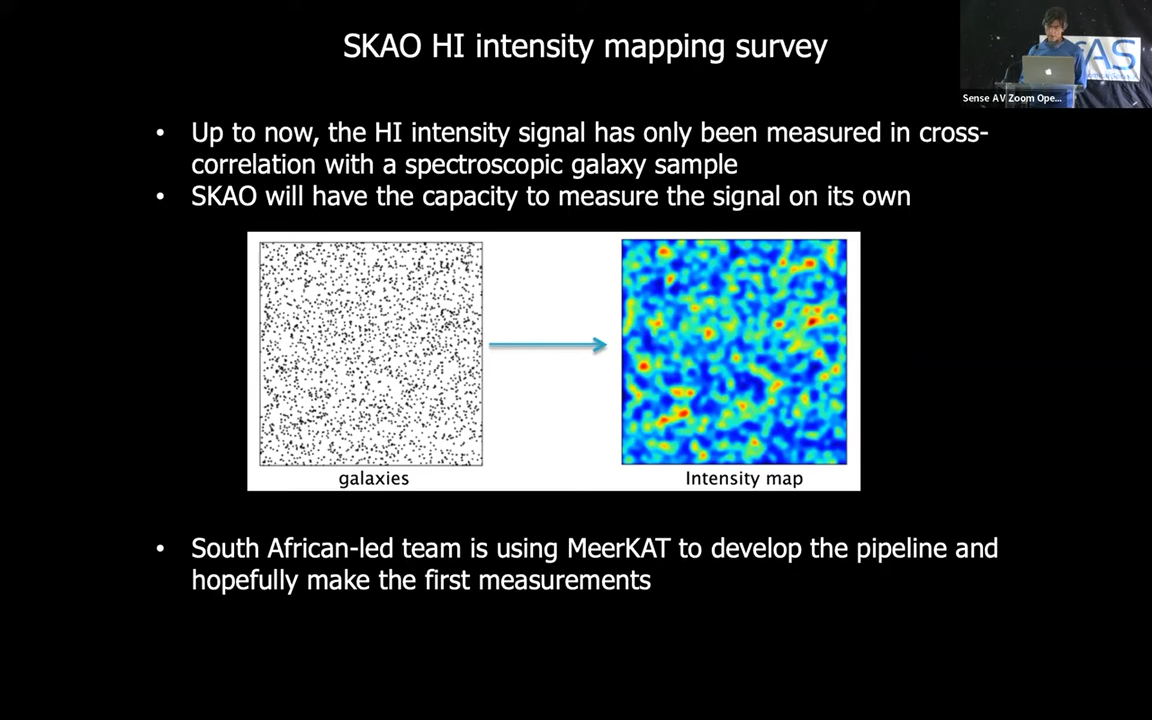 SKAO HI intensity mapping survey
AS
Sense AV Zoom Ope...
• Up to now, the HI intensity signal has only been measured in cross-
correlation with a spectroscopic galaxy sample
• SKAO will have the capacity to measure the signal on its own
galaxies
Intensity map
• South African-led team is using MeerKAT to develop the pipeline and
hopefully make the first measurements